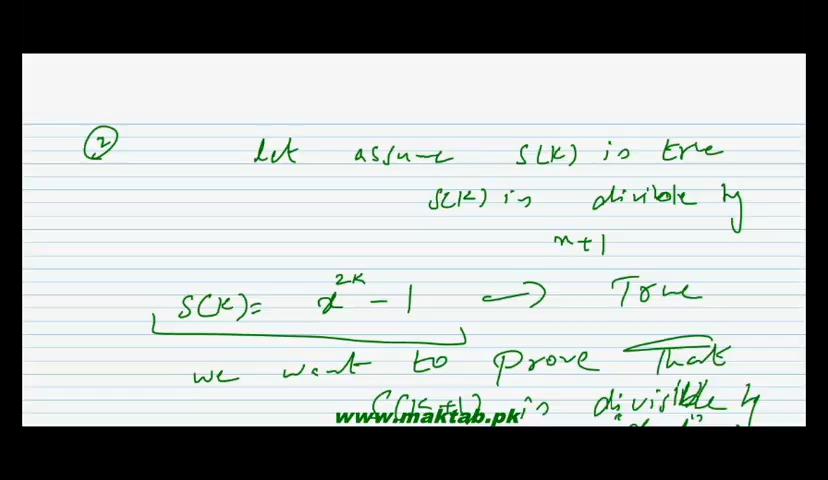 2
Let assume S(K) is true
S(K) is divible by
x+1
S(K)= x^2K - 1 True
we want to prove that
S(K+1) is divisible by
www.maktab.pk